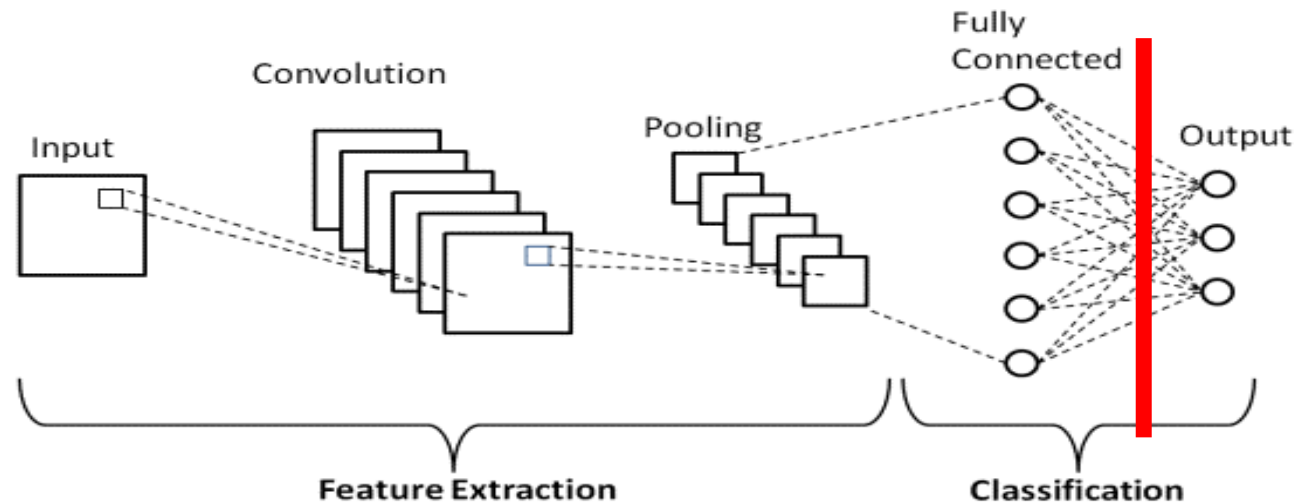 Input
Convolution
Pooling
Fully
Connected
Output
Feature Extraction
Classification